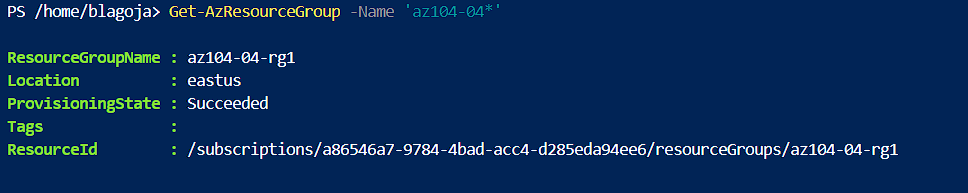 PS /home/blagoja> Get-AzResourceGroup -Name 'az104-04*'
ResourceGroupName : az104-04-rg1
Location : eastus
ProvisioningState : Succeeded
Tags :
ResourceId : /subscriptions/a86546a7-9784-4bad-acc4-d285eda94ee6/resourceGroups/az104-04-rg1